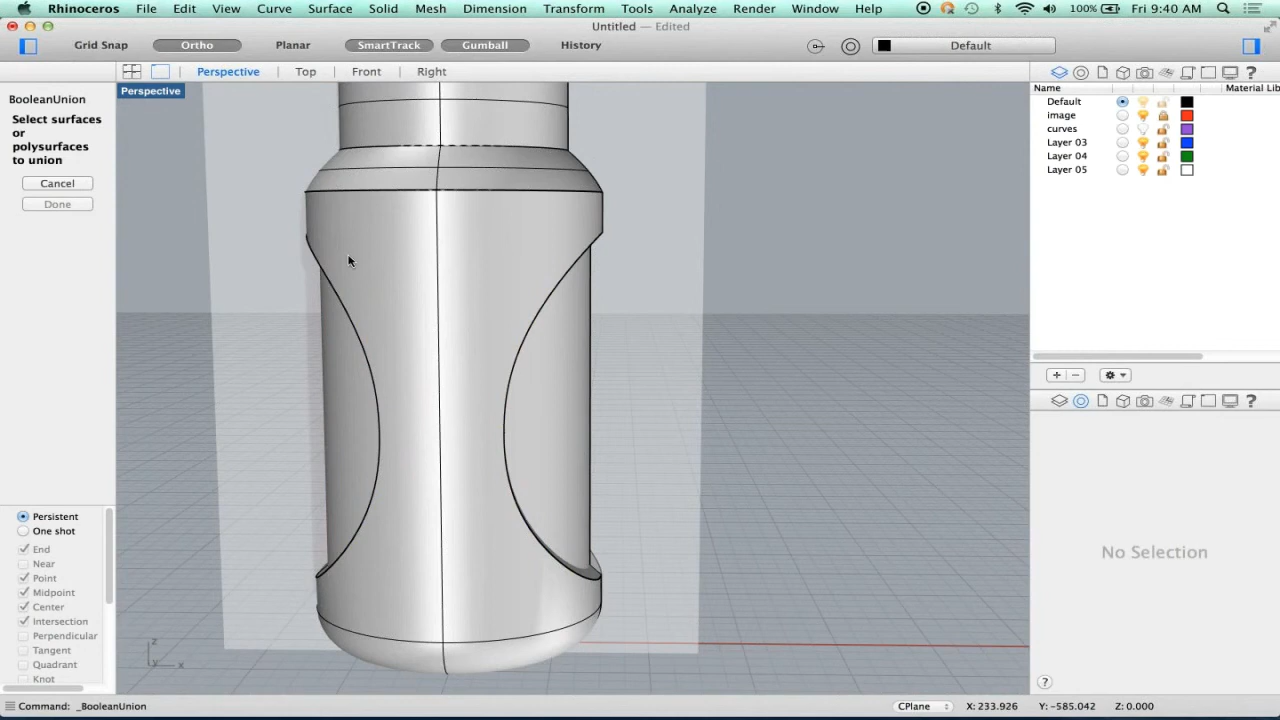 Rhinoceros File Edit View Curve Surface Solid Mesh Dimension Transform Tools Analyze Render Window Help 100% Fri 9:40 AM
Untitled — Edited
Grid Snap Ortho Planar SmartTrack Gumball History Default
Perspective Top Front Right
Perspective
BooleanUnion
Select surfaces
or
polysurfaces
to union
Cancel
Done
Persistent
One shot
End
Near
Point
Midpoint
Center
Intersection
Perpendicular
Tangent
Quadrant
Knot
z
y x
Name Material Lib
Default
image
curves
Layer 03
Layer 04
Layer 05
No Selection
Command: _BooleanUnion CPlane X: 233.926 Y: -585.042 Z: 0.000